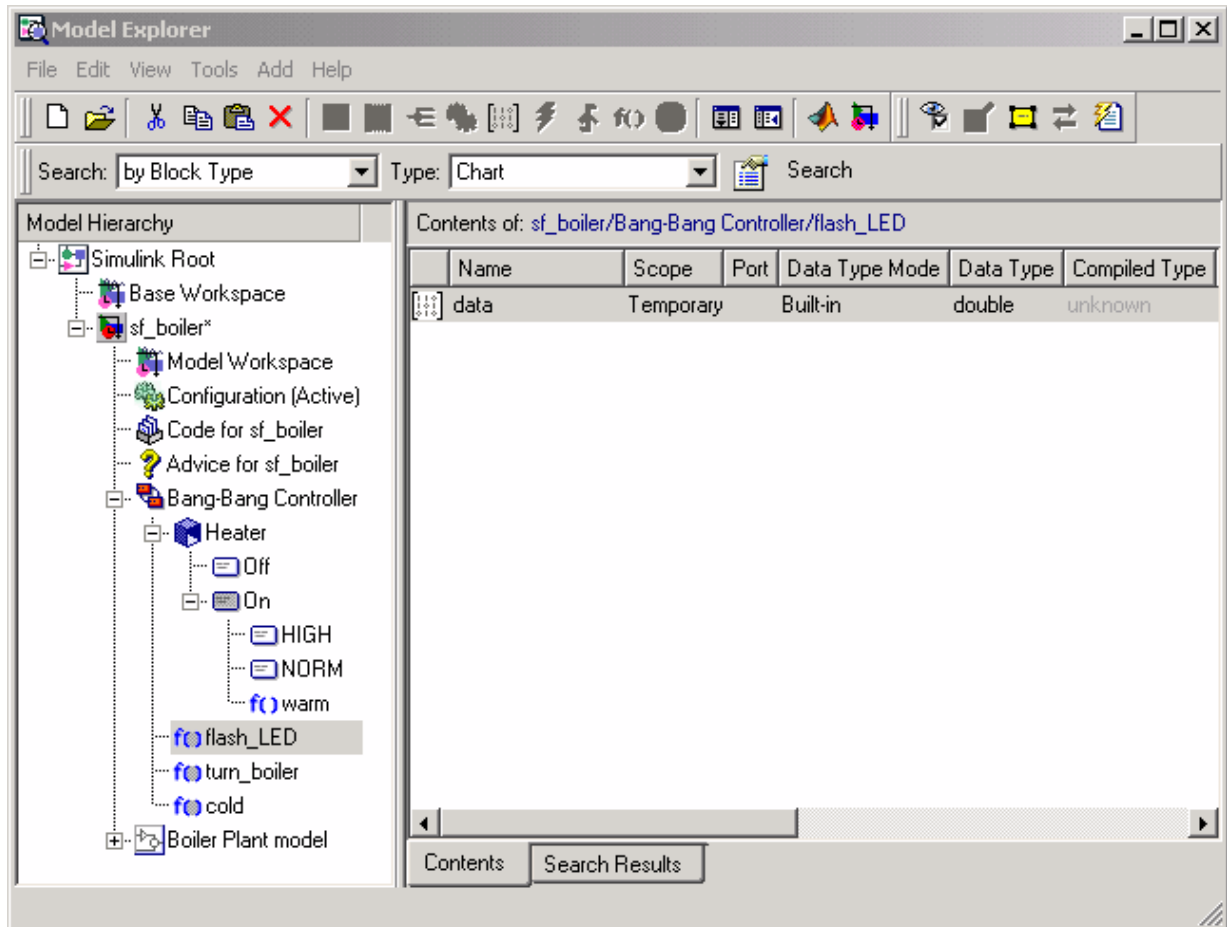 Model Explorer
File Edit View Tools Add Help
Search: by Block Type Type: Chart Search
Model Hierarchy
Simulink Root
Base Workspace
sf_boiler*
Model Workspace
Configuration (Active)
Code for sf_boiler
Advice for sf_boiler
Bang-Bang Controller
Heater
Off
On
HIGH
NORM
f() warm
f() flash_LED
f() turn_boiler
f() cold
Boiler Plant model
Contents of: sf_boiler/Bang-Bang Controller/flash_LED
Name Scope Port Data Type Mode Data Type Compiled Type
data Temporary Built-in double unknown
Contents Search Results